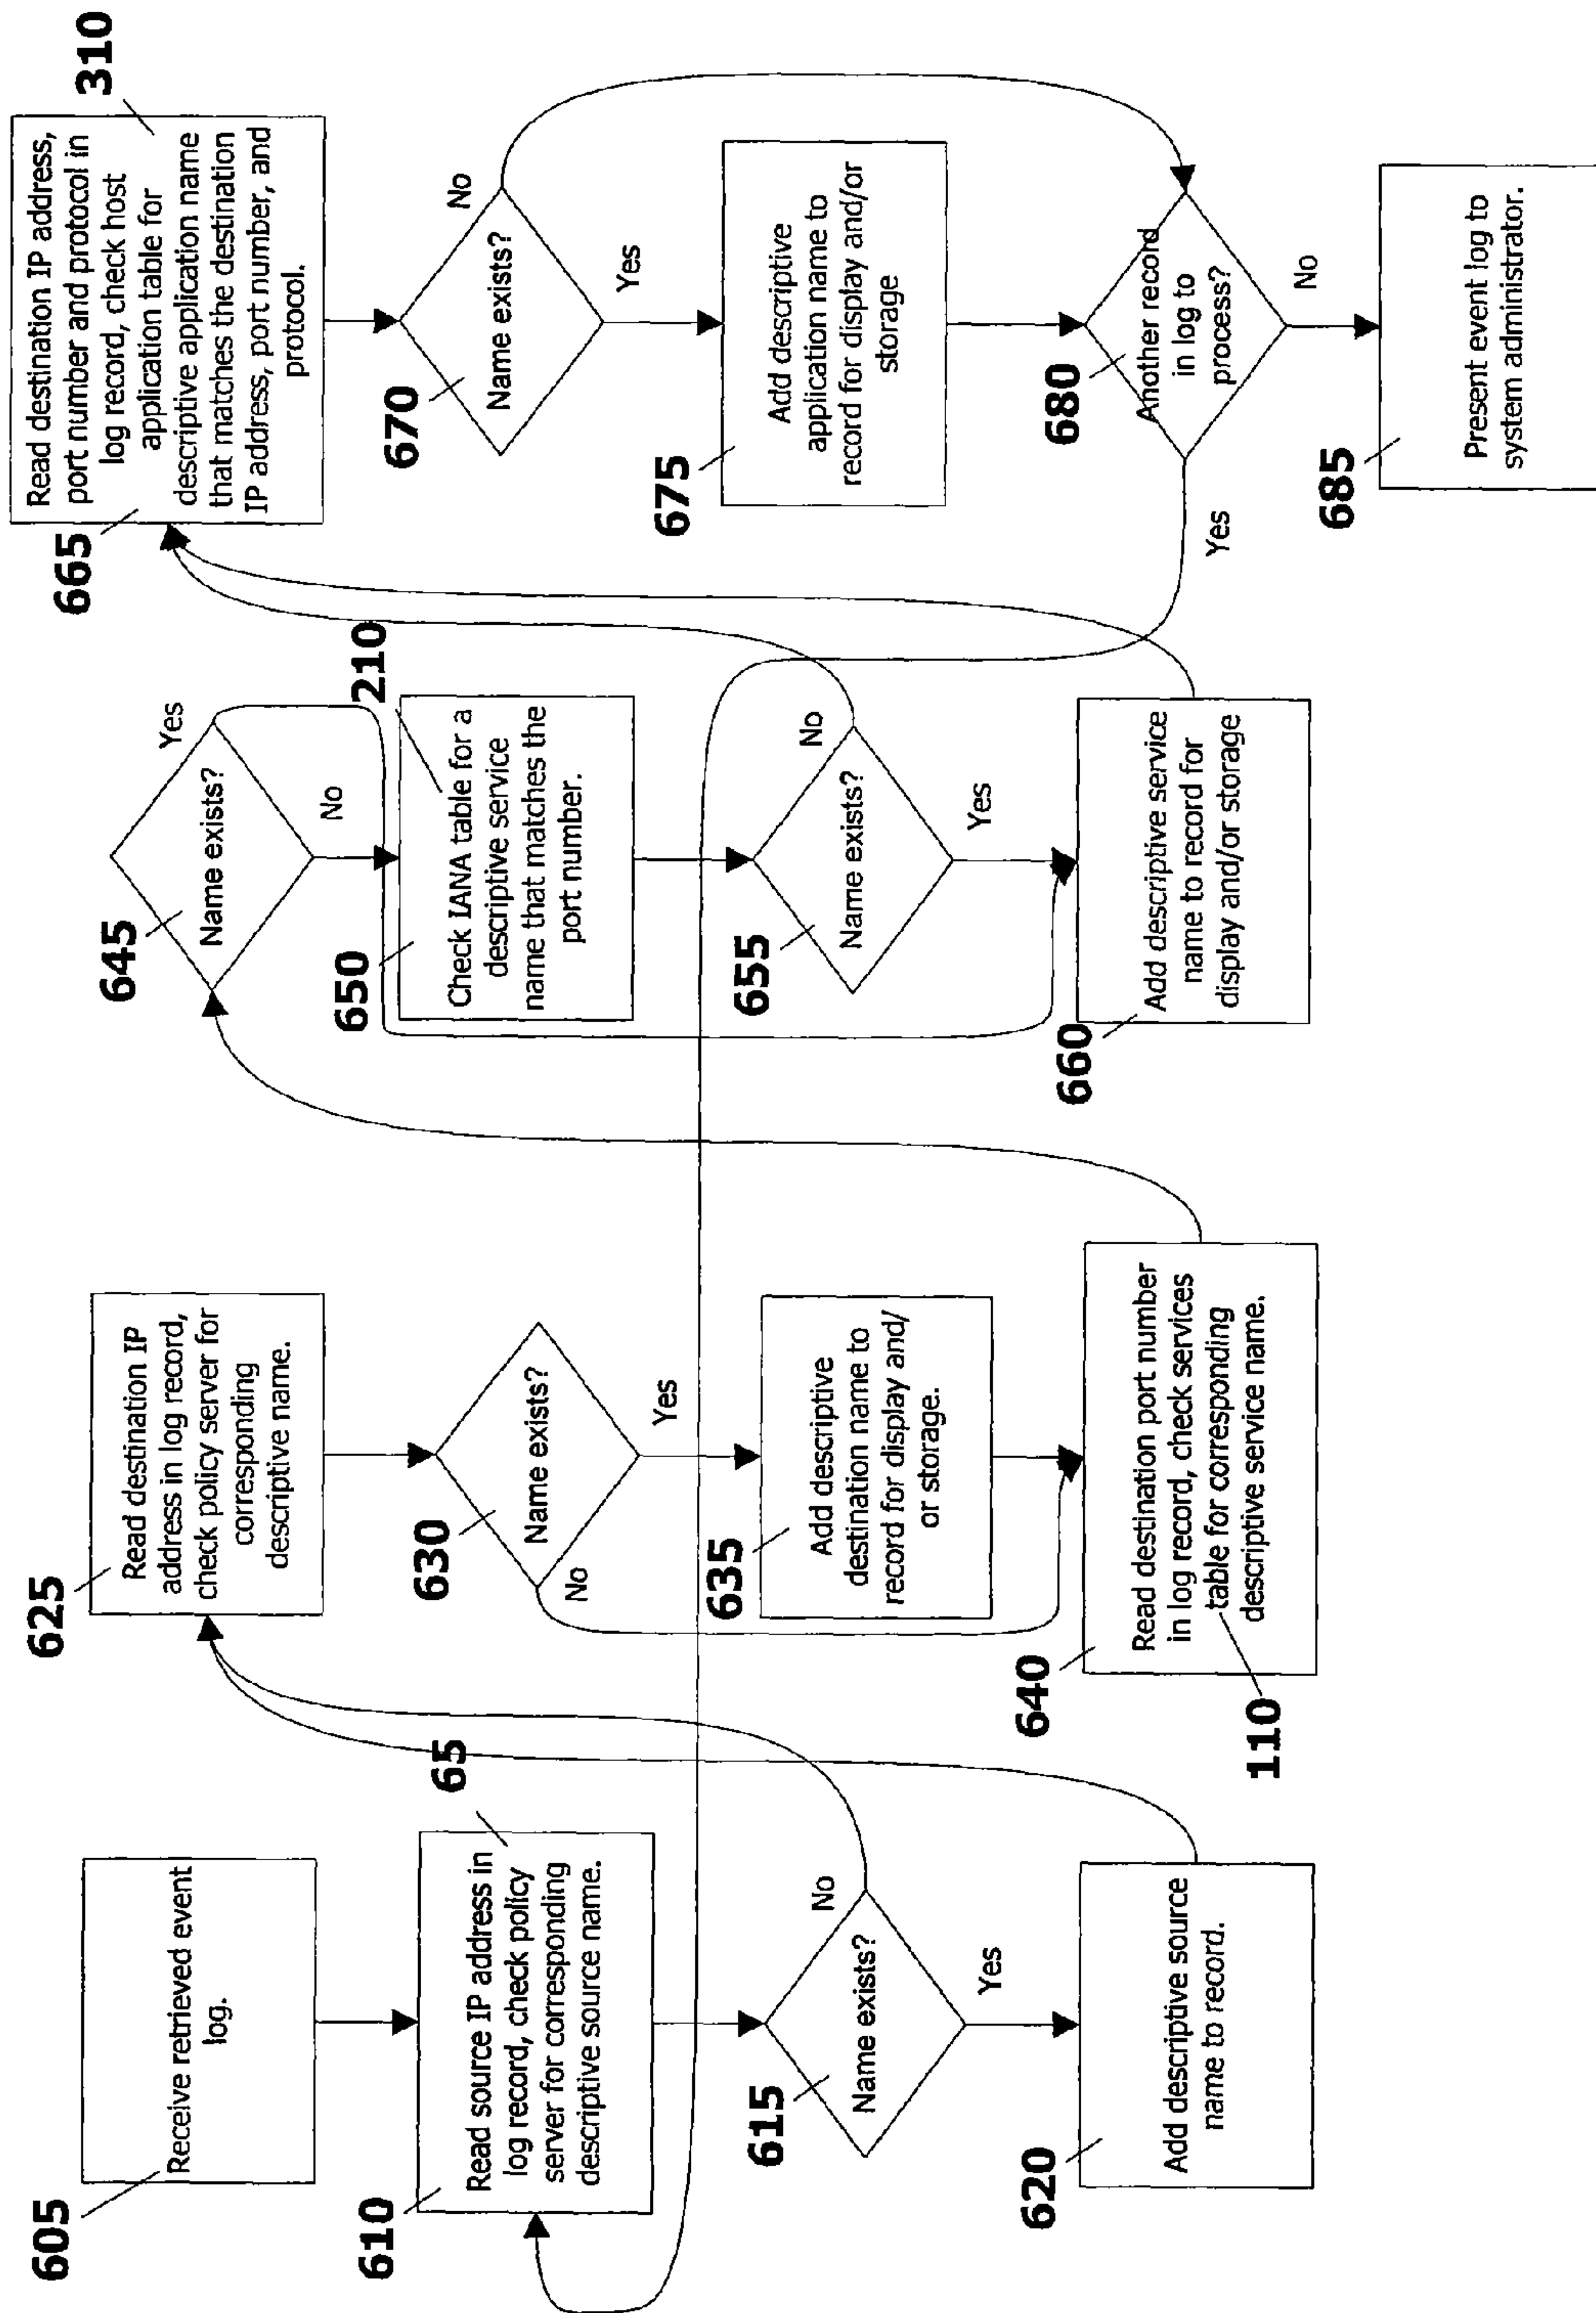 605
Receive retrieved event
log.
65
610
Read source IP address in
log record, check policy
server for corresponding
descriptive source name.
615
Name exists?
No
Yes
620
Add descriptive source
name to record.
625
Read destination IP
address in log record,
check policy server for
corresponding
descriptive name.
630
Name exists?
No
Yes
635
Add descriptive
destination name to
record for display and/
or storage.
640
Read destination port number
in log record, check services
table for corresponding
descriptive service name.
110
645
Name exists?
Yes
No
210
650
Check IANA table for a
descriptive service
name that matches the
port number.
655
Name exists?
No
Yes
660
Add descriptive service
name to record for
display and/or storage
310
665
Read destination IP address,
port number and protocol in
log record, check host
application table for
descriptive application name
that matches the destination
IP address, port number, and
protocol.
670
Name exists?
No
Yes
675
Add descriptive
application name to
record for display and/or
storage
680
Another record
in log to
process?
Yes
No
685
Present event log to
system administrator.